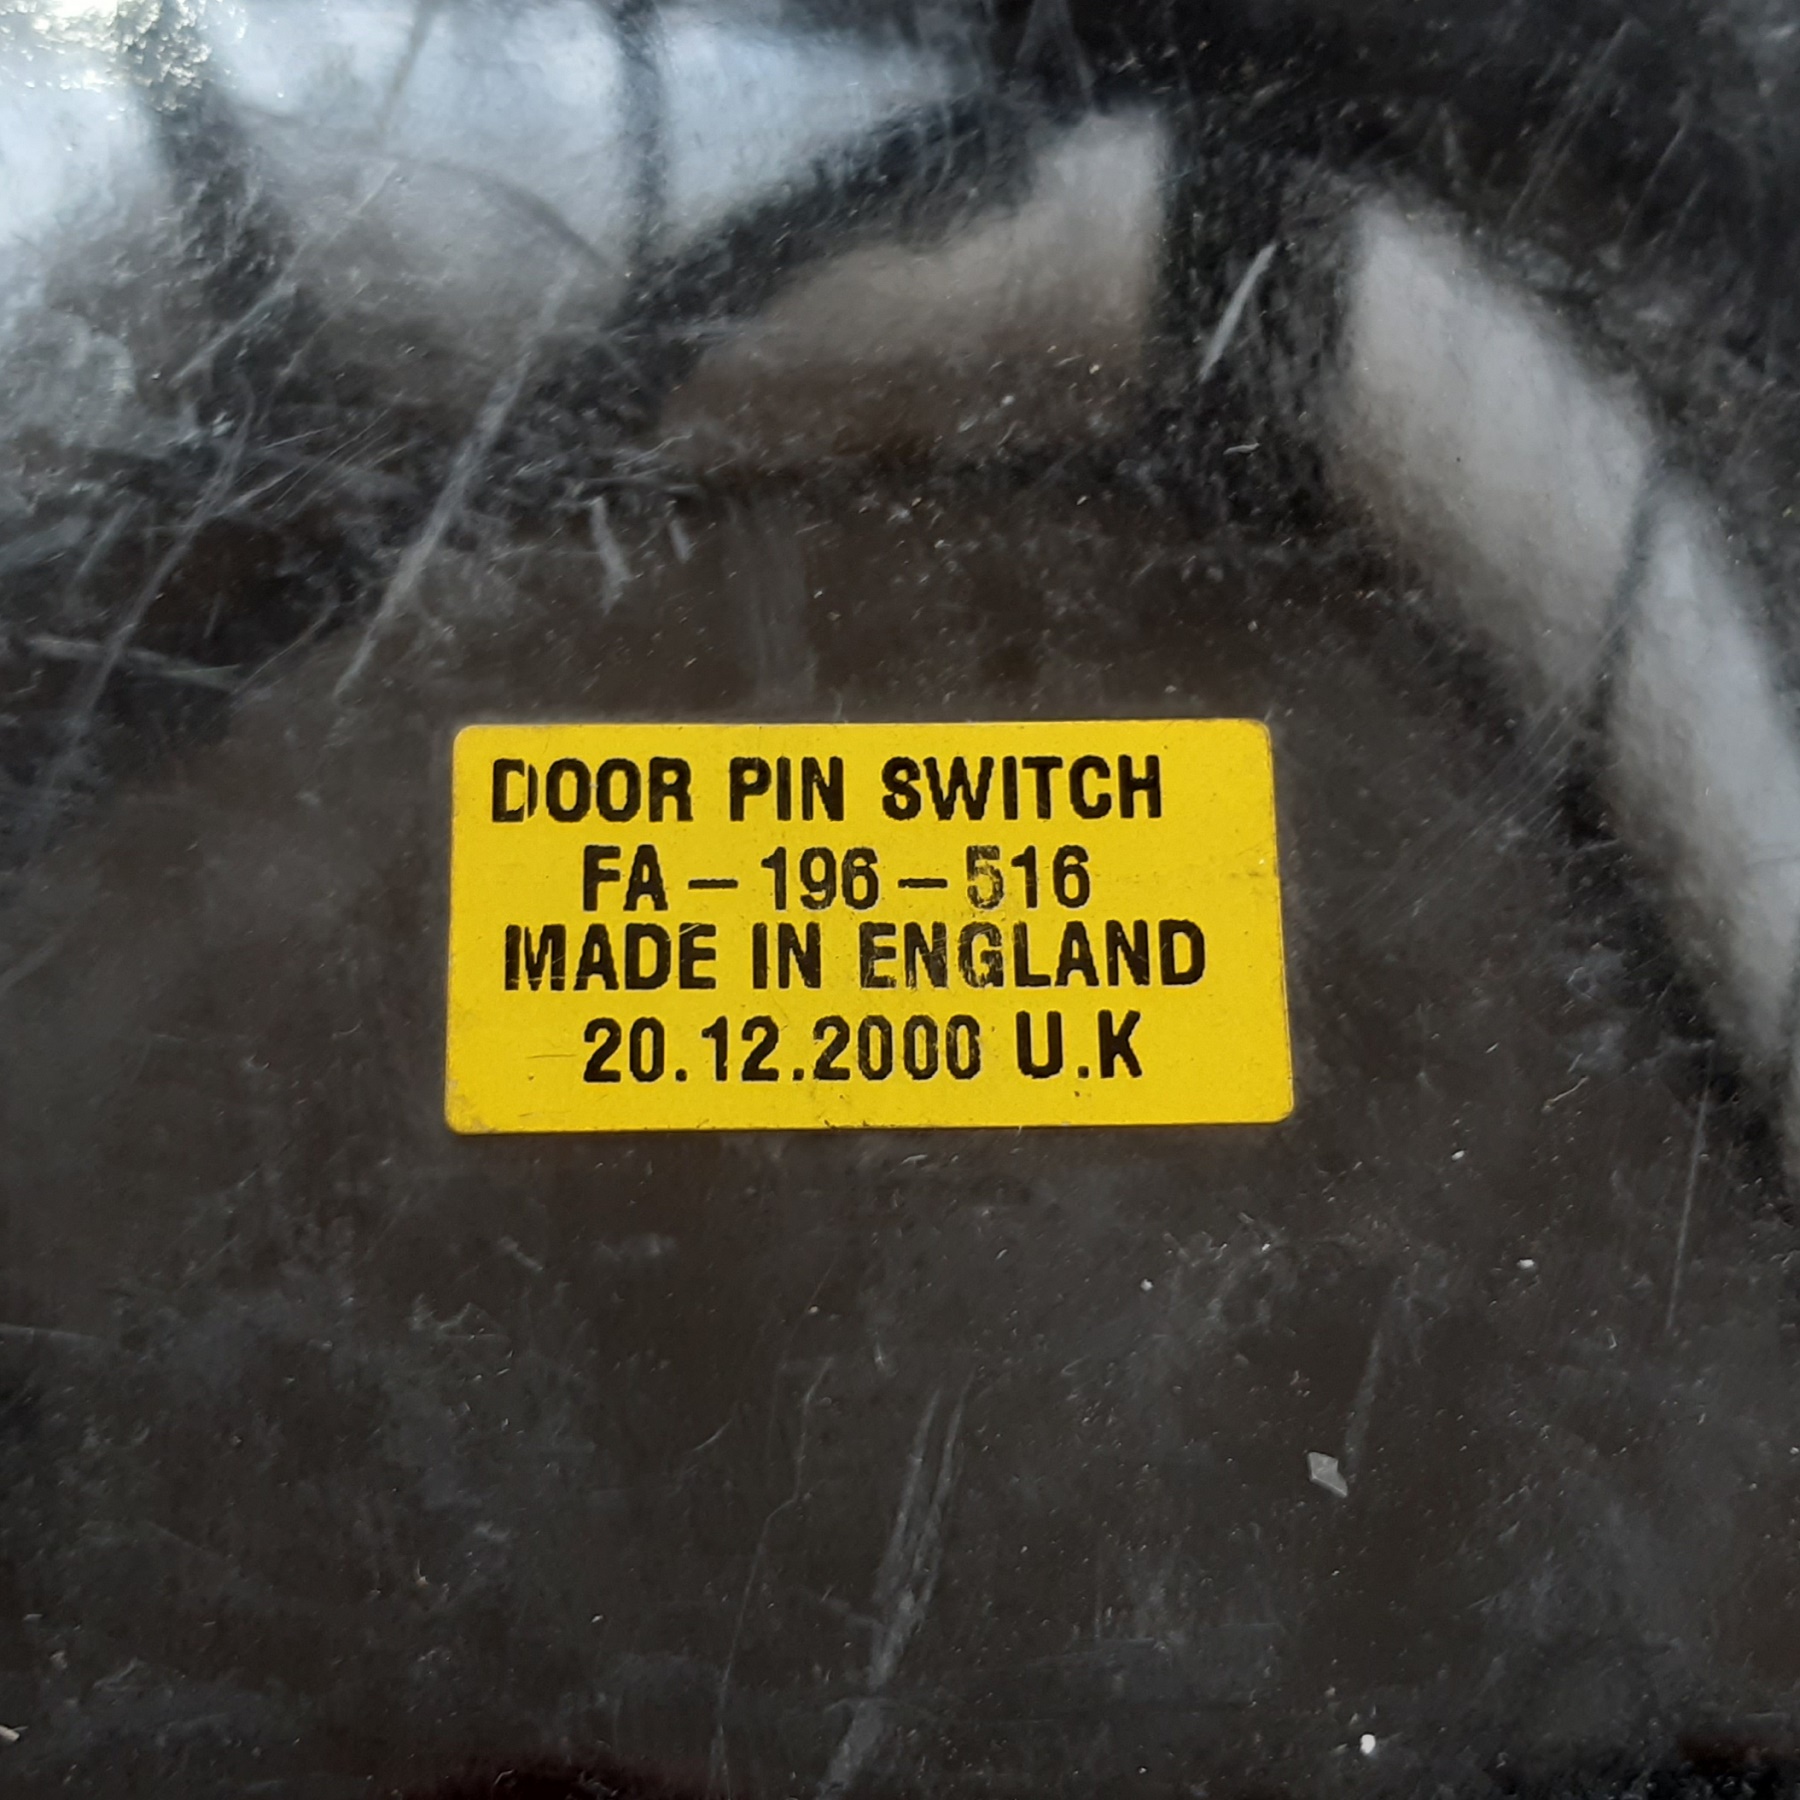 DOOR PIN SWITCH
FA-196-516
MADE IN ENGLAND
20.12.2000 U.K